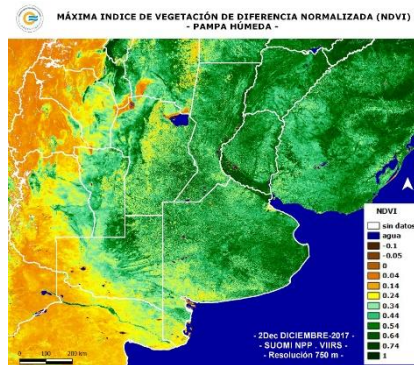 MÁXIMA INDICE DE VEGETACIÓN DE DIFERENCIA NORMALIZADA (NDVI)
- PAMPA HÚMEDA -
NDVI
sin datos
agua
-0.1
-0.05
0
0.04
0.14
0.24
0.34
0.44
0.54
0.64
0.74
1
- 2Dec DICIEMBRE-2017 -
- SUOMI NPP . VIIRS -
- Resolución 750 m -
0 100 200 km